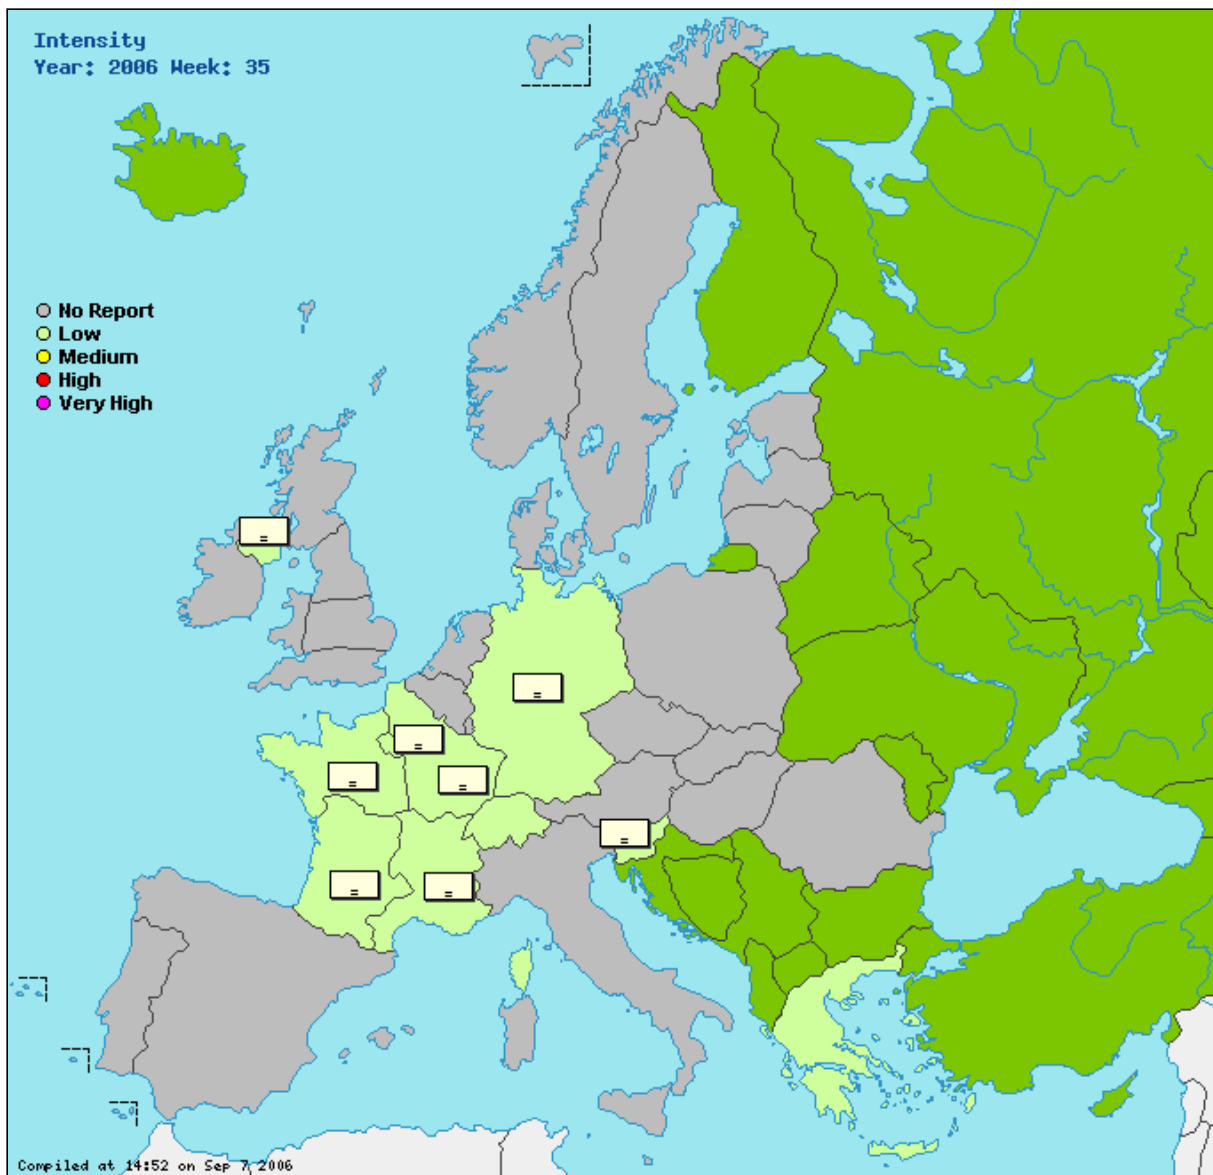 Intensity
Year: 2006 Week: 35
No Report
Low
Medium
High
Very High
=
=
=
=
=
=
=
=
Compiled at 14:52 on Sep 7 2006